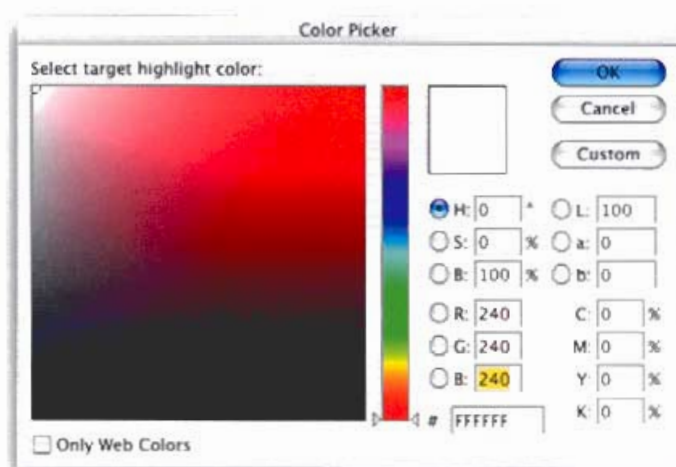 Color Picker
Select target highlight color:
OK
Cancel
Custom
H: 0 °
L: 100
S: 0 %
a: 0
B: 100 %
b: 0
R: 240
C: 0 %
G: 240
M: 0 %
B: 240
Y: 0 %
# FFFFFF
K: 0 %
Only Web Colors